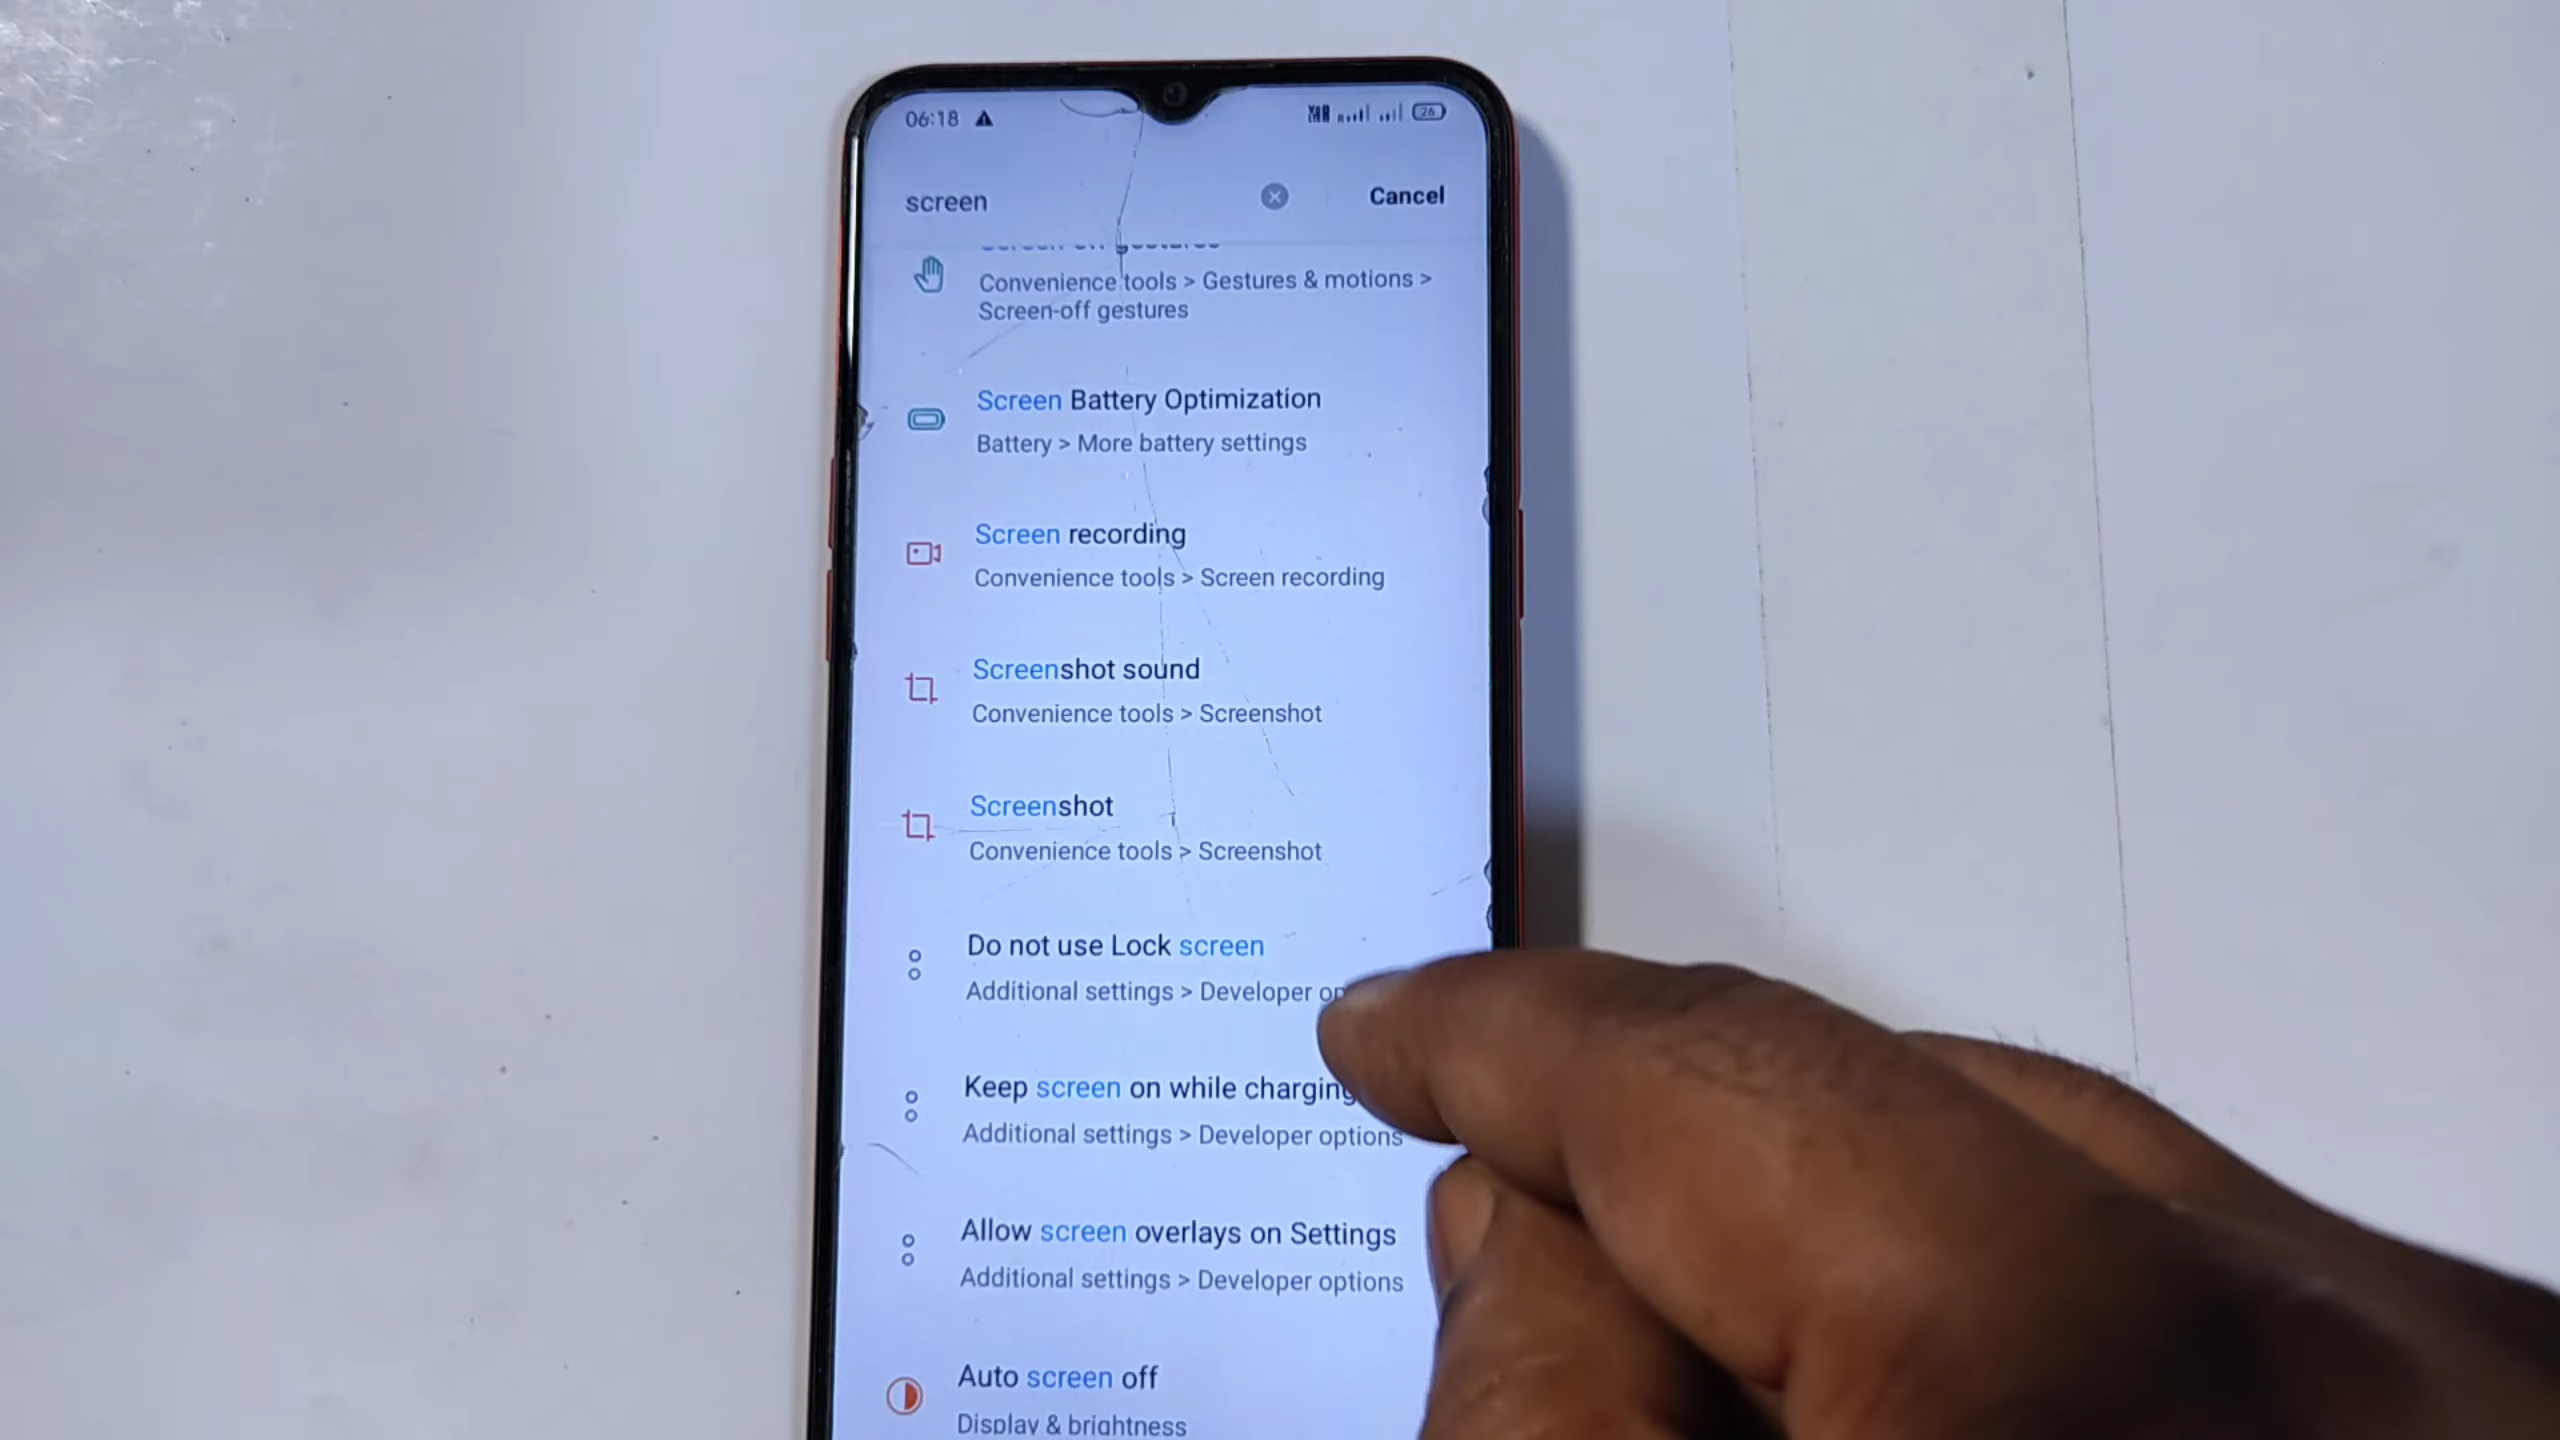 06:18
26
screen
Cancel
Convenience tools > Gestures & motions >
Screen-off gestures
Screen Battery Optimization
Battery > More battery settings
Screen recording
Convenience tools > Screen recording
Screenshot sound
Convenience tools > Screenshot
Screenshot
Convenience tools > Screenshot
Do not use Lock screen
Additional settings > Developer op
Keep screen on while charging
Additional settings > Developer options
Allow screen overlays on Settings
Additional settings > Developer options
Auto screen off
Display & brightness